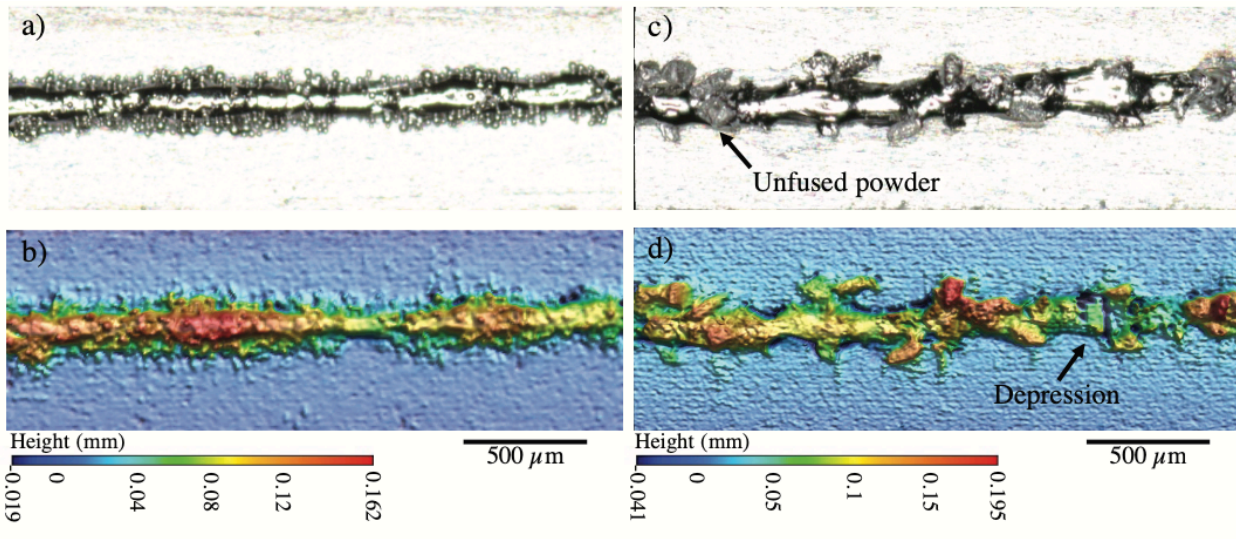 a)
c)
Unfused powder
b)
d)
Depression
Height (mm)
500 µm
0.019
0
0.04
0.08
0.12
0.162
Height (mm)
500 µm
0.041
0
0.05
0.1
0.15
0.195